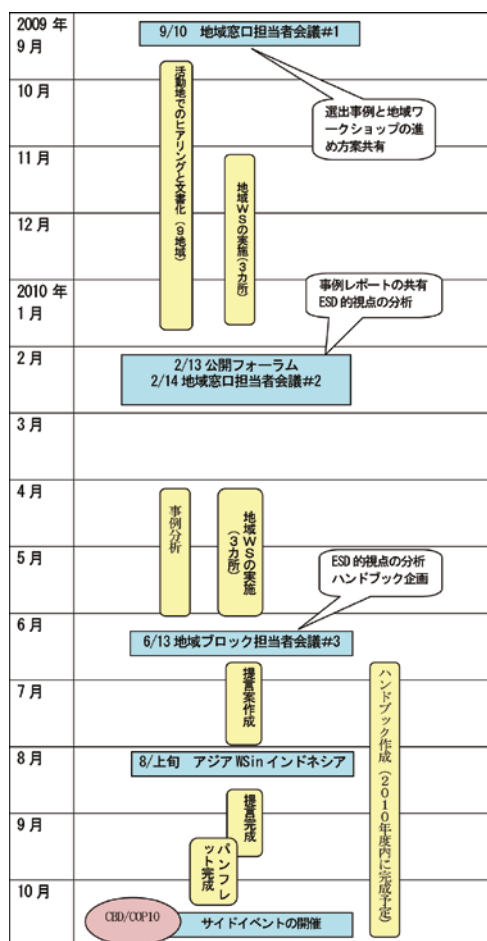 2009年
9月
9/10 地域窓口担当者会議#1
選出事例と地域ワ
ークショップの進
め方案共有
10月
活動地でのヒアリングと文書化（9地域）
11月
地域WSの実施（3カ所）
12月
2010年
1月
事例レポートの共有
ESD的視点の分析
2月
2/13 公開フォーラム
2/14 地域窓口担当者会議#2
3月
4月
事例分析
地域WSの実施
（3カ所）
5月
ESD的視点の分析
ハンドブック企画
6月
6/13 地域ブロック担当者会議#3
7月
提言案作成
ハンドブック作成（2010年度内に完成予定）
8月
8/上旬 アジアWSinインドネシア
9月
提言完成
パンフレ
ット完成
10月
CBD/COP10
サイドイベントの開催